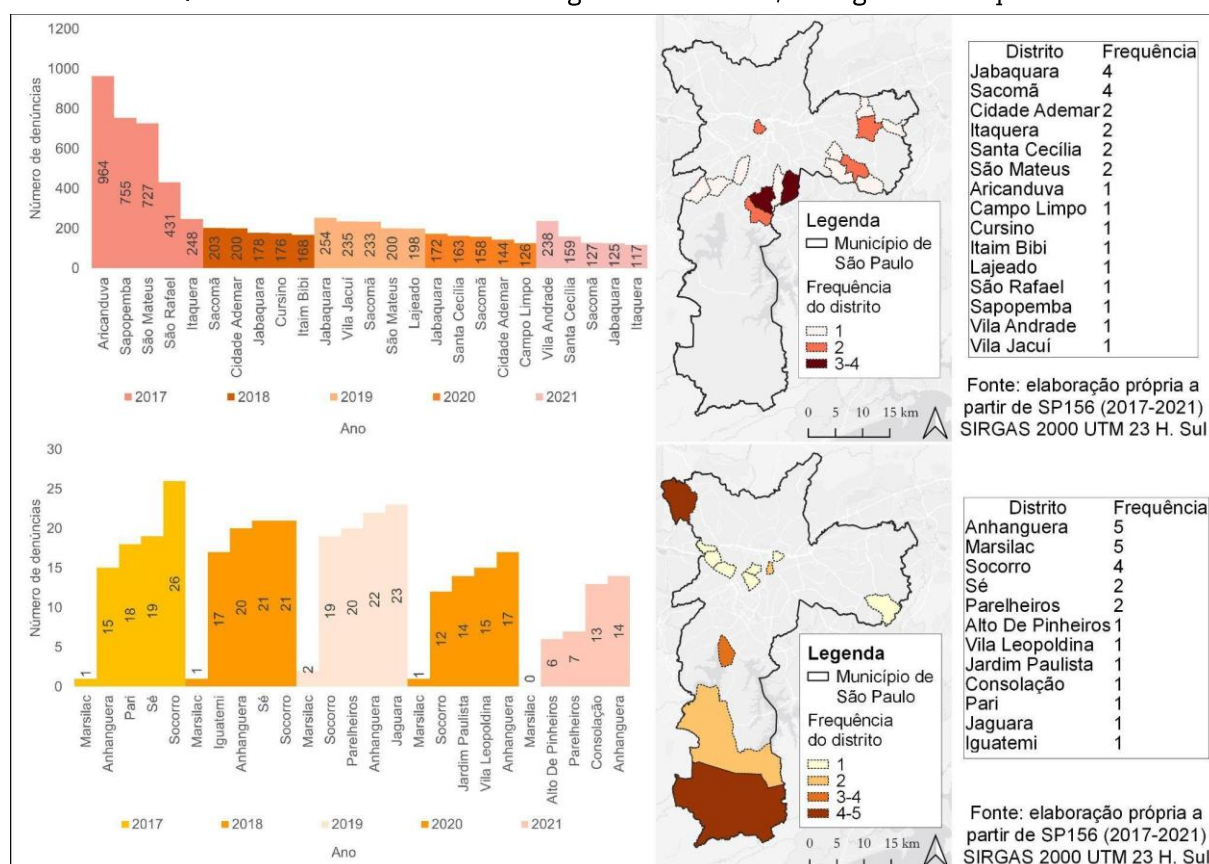 1200
1000
800
600
400
200
0
Número de denúncias
964
755
727
431
248
203
200
178
176
168
254
235
233
200
198
172
163
158
144
126
238
159
127
125
117
Aricanduva
Sapopemba
São Mateus
São Rafael
Itaquera
Sacomã
Cidade Ademar
Jabaquara
Cursino
Itaim Bibi
Jabaquara
Vila Jacuí
Sacomã
São Mateus
Lajeado
Jabaquara
Santa Cecília
Sacomã
Cidade Ademar
Campo Limpo
Vila Andrade
Santa Cecília
Sacomã
Jabaquara
Itaquera
2017 2018 2019 2020 2021
Ano
Legenda
Município de
São Paulo
Frequência
do distrito
1
2
3-4
0 5 10 15 km
Distrito Frequência
Jabaquara 4
Sacomã 4
Cidade Ademar 2
Itaquera 2
Santa Cecília 2
São Mateus 2
Aricanduva 1
Campo Limpo 1
Cursino 1
Itaim Bibi 1
Lajeado 1
São Rafael 1
Sapopemba 1
Vila Andrade 1
Vila Jacuí 1
Fonte: elaboração própria a
partir de SP156 (2017-2021)
SIRGAS 2000 UTM 23 H. Sul
30
25
20
15
10
5
0
Número de denúncias
1
15
18
19
26
1
17
20
21
21
2
19
20
22
23
1
12
14
15
17
0
6
7
13
14
Marsilac
Anhanguera
Pari
Sé
Socorro
Marsilac
Iguatemi
Anhanguera
Sé
Socorro
Marsilac
Socorro
Parelheiros
Anhanguera
Jaguara
Marsilac
Socorro
Jardim Paulista
Vila Leopoldina
Anhanguera
Marsilac
Alto De Pinheiros
Parelheiros
Consolação
Anhanguera
2017 2018 2019 2020 2021
Ano
Legenda
Município de
São Paulo
Frequência
do distrito
1
2
3-4
4-5
0 5 10 15 km
Distrito Frequência
Anhanguera 5
Marsilac 5
Socorro 4
Sé 2
Parelheiros 2
Alto De Pinheiros 1
Vila Leopoldina 1
Jardim Paulista 1
Consolação 1
Pari 1
Jaguara 1
Iguatemi 1
Fonte: elaboração própria a
partir de SP156 (2017-2021)
SIRGAS 2000 UTM 23 H. Sul